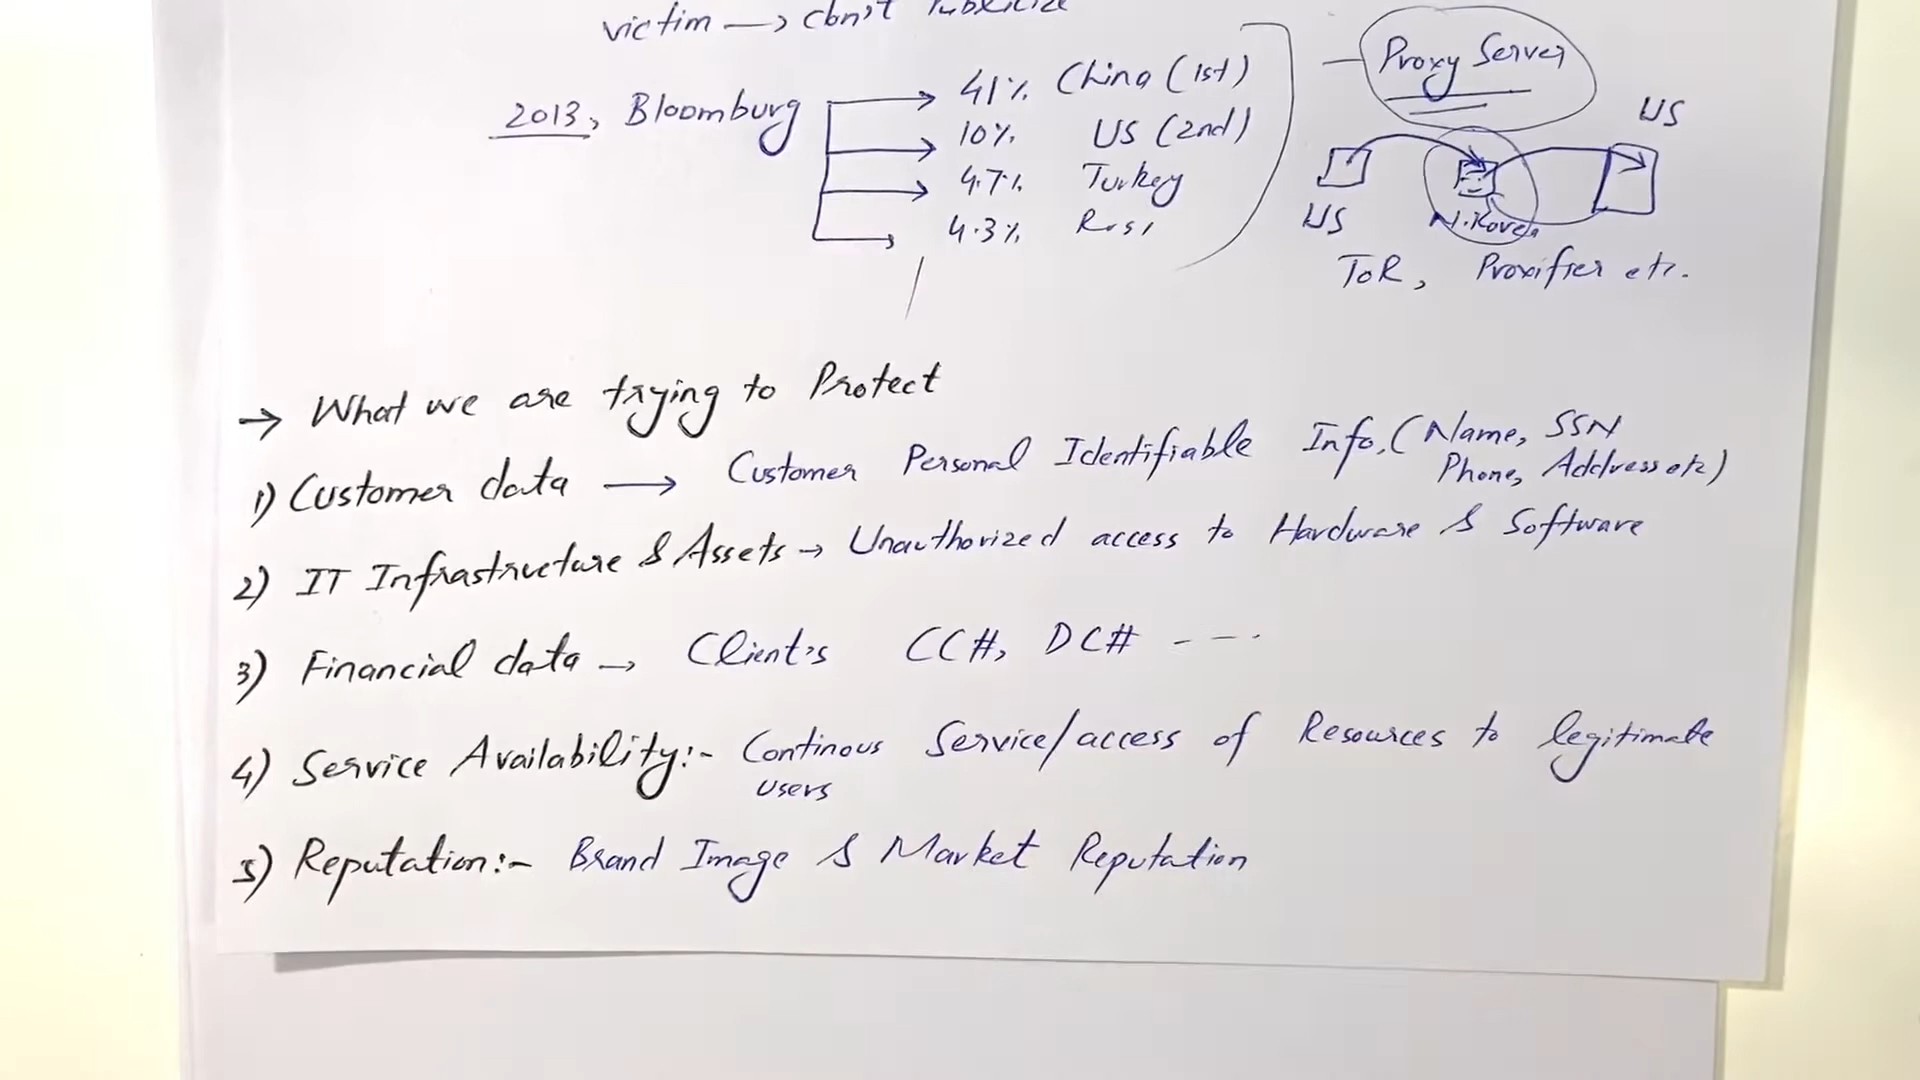 victim → 
2013, Bloomburg
41% China (1st)
10% US (2nd)
4.7% Turkey
4.3%
Proxy Server
US
US
N.Korea
ToR, Proxifier etc.
→ What we are trying to Protect
1) Customer data → Customer Personal Identifiable Info. (Name, SSN
Phone, Address etc)
2) IT Infrastructure & Assets → Unauthorized access to Hardware & Software
3) Financial data → Client's CC#, DC# ----
4) Service Availability:- Continous Service/access of Resources to legitimate
users
5) Reputation:- Brand Image & Market Reputation